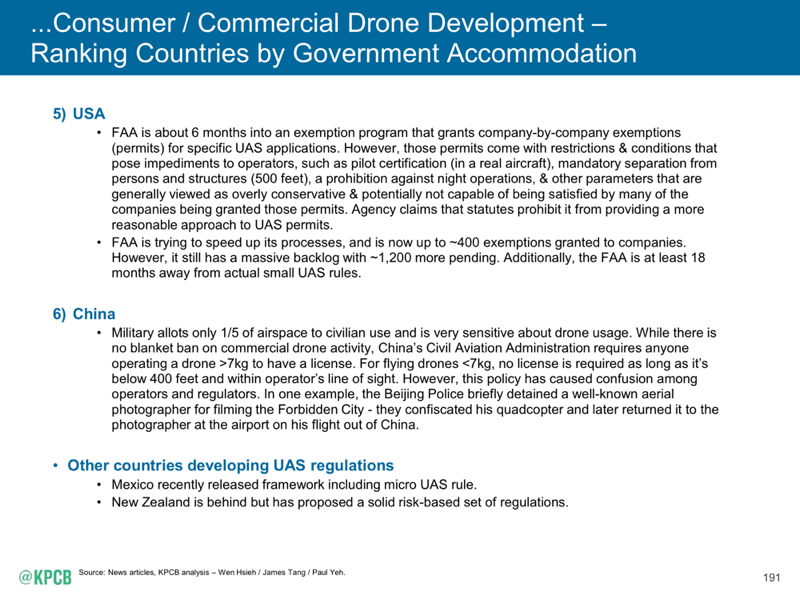 ...Consumer / Commercial Drone Development –
Ranking Countries by Government Accommodation
5) USA
• FAA is about 6 months into an exemption program that grants company-by-company exemptions
(permits) for specific UAS applications. However, those permits come with restrictions & conditions that
pose impediments to operators, such as pilot certification (in a real aircraft), mandatory separation from
persons and structures (500 feet), a prohibition against night operations, & other parameters that are
generally viewed as overly conservative & potentially not capable of being satisfied by many of the
companies being granted those permits. Agency claims that statutes prohibit it from providing a more
reasonable approach to UAS permits.
• FAA is trying to speed up its processes, and is now up to ~400 exemptions granted to companies.
However, it still has a massive backlog with ~1,200 more pending. Additionally, the FAA is at least 18
months away from actual small UAS rules.
6) China
• Military allots only 1/5 of airspace to civilian use and is very sensitive about drone usage. While there is
no blanket ban on commercial drone activity, China's Civil Aviation Administration requires anyone
operating a drone >7kg to have a license. For flying drones <7kg, no license is required as long as it's
below 400 feet and within operator's line of sight. However, this policy has caused confusion among
operators and regulators. In one example, the Beijing Police briefly detained a well-known aerial
photographer for filming the Forbidden City - they confiscated his quadcopter and later returned it to the
photographer at the airport on his flight out of China.
• Other countries developing UAS regulations
• Mexico recently released framework including micro UAS rule.
• New Zealand is behind but has proposed a solid risk-based set of regulations.
@KPCB
Source: News articles, KPCB analysis – Wen Hsieh / James Tang / Paul Yeh.
191